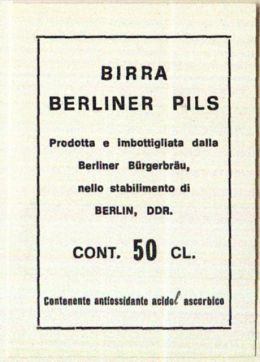 BIRRA
BERLINER PILS
Prodotta e imbottigliata dalla
Berliner Bürgerbräu,
nello stabilimento di
BERLIN, DDR.
CONT. 50 CL.
Contenente antiossidante acido l ascorbico